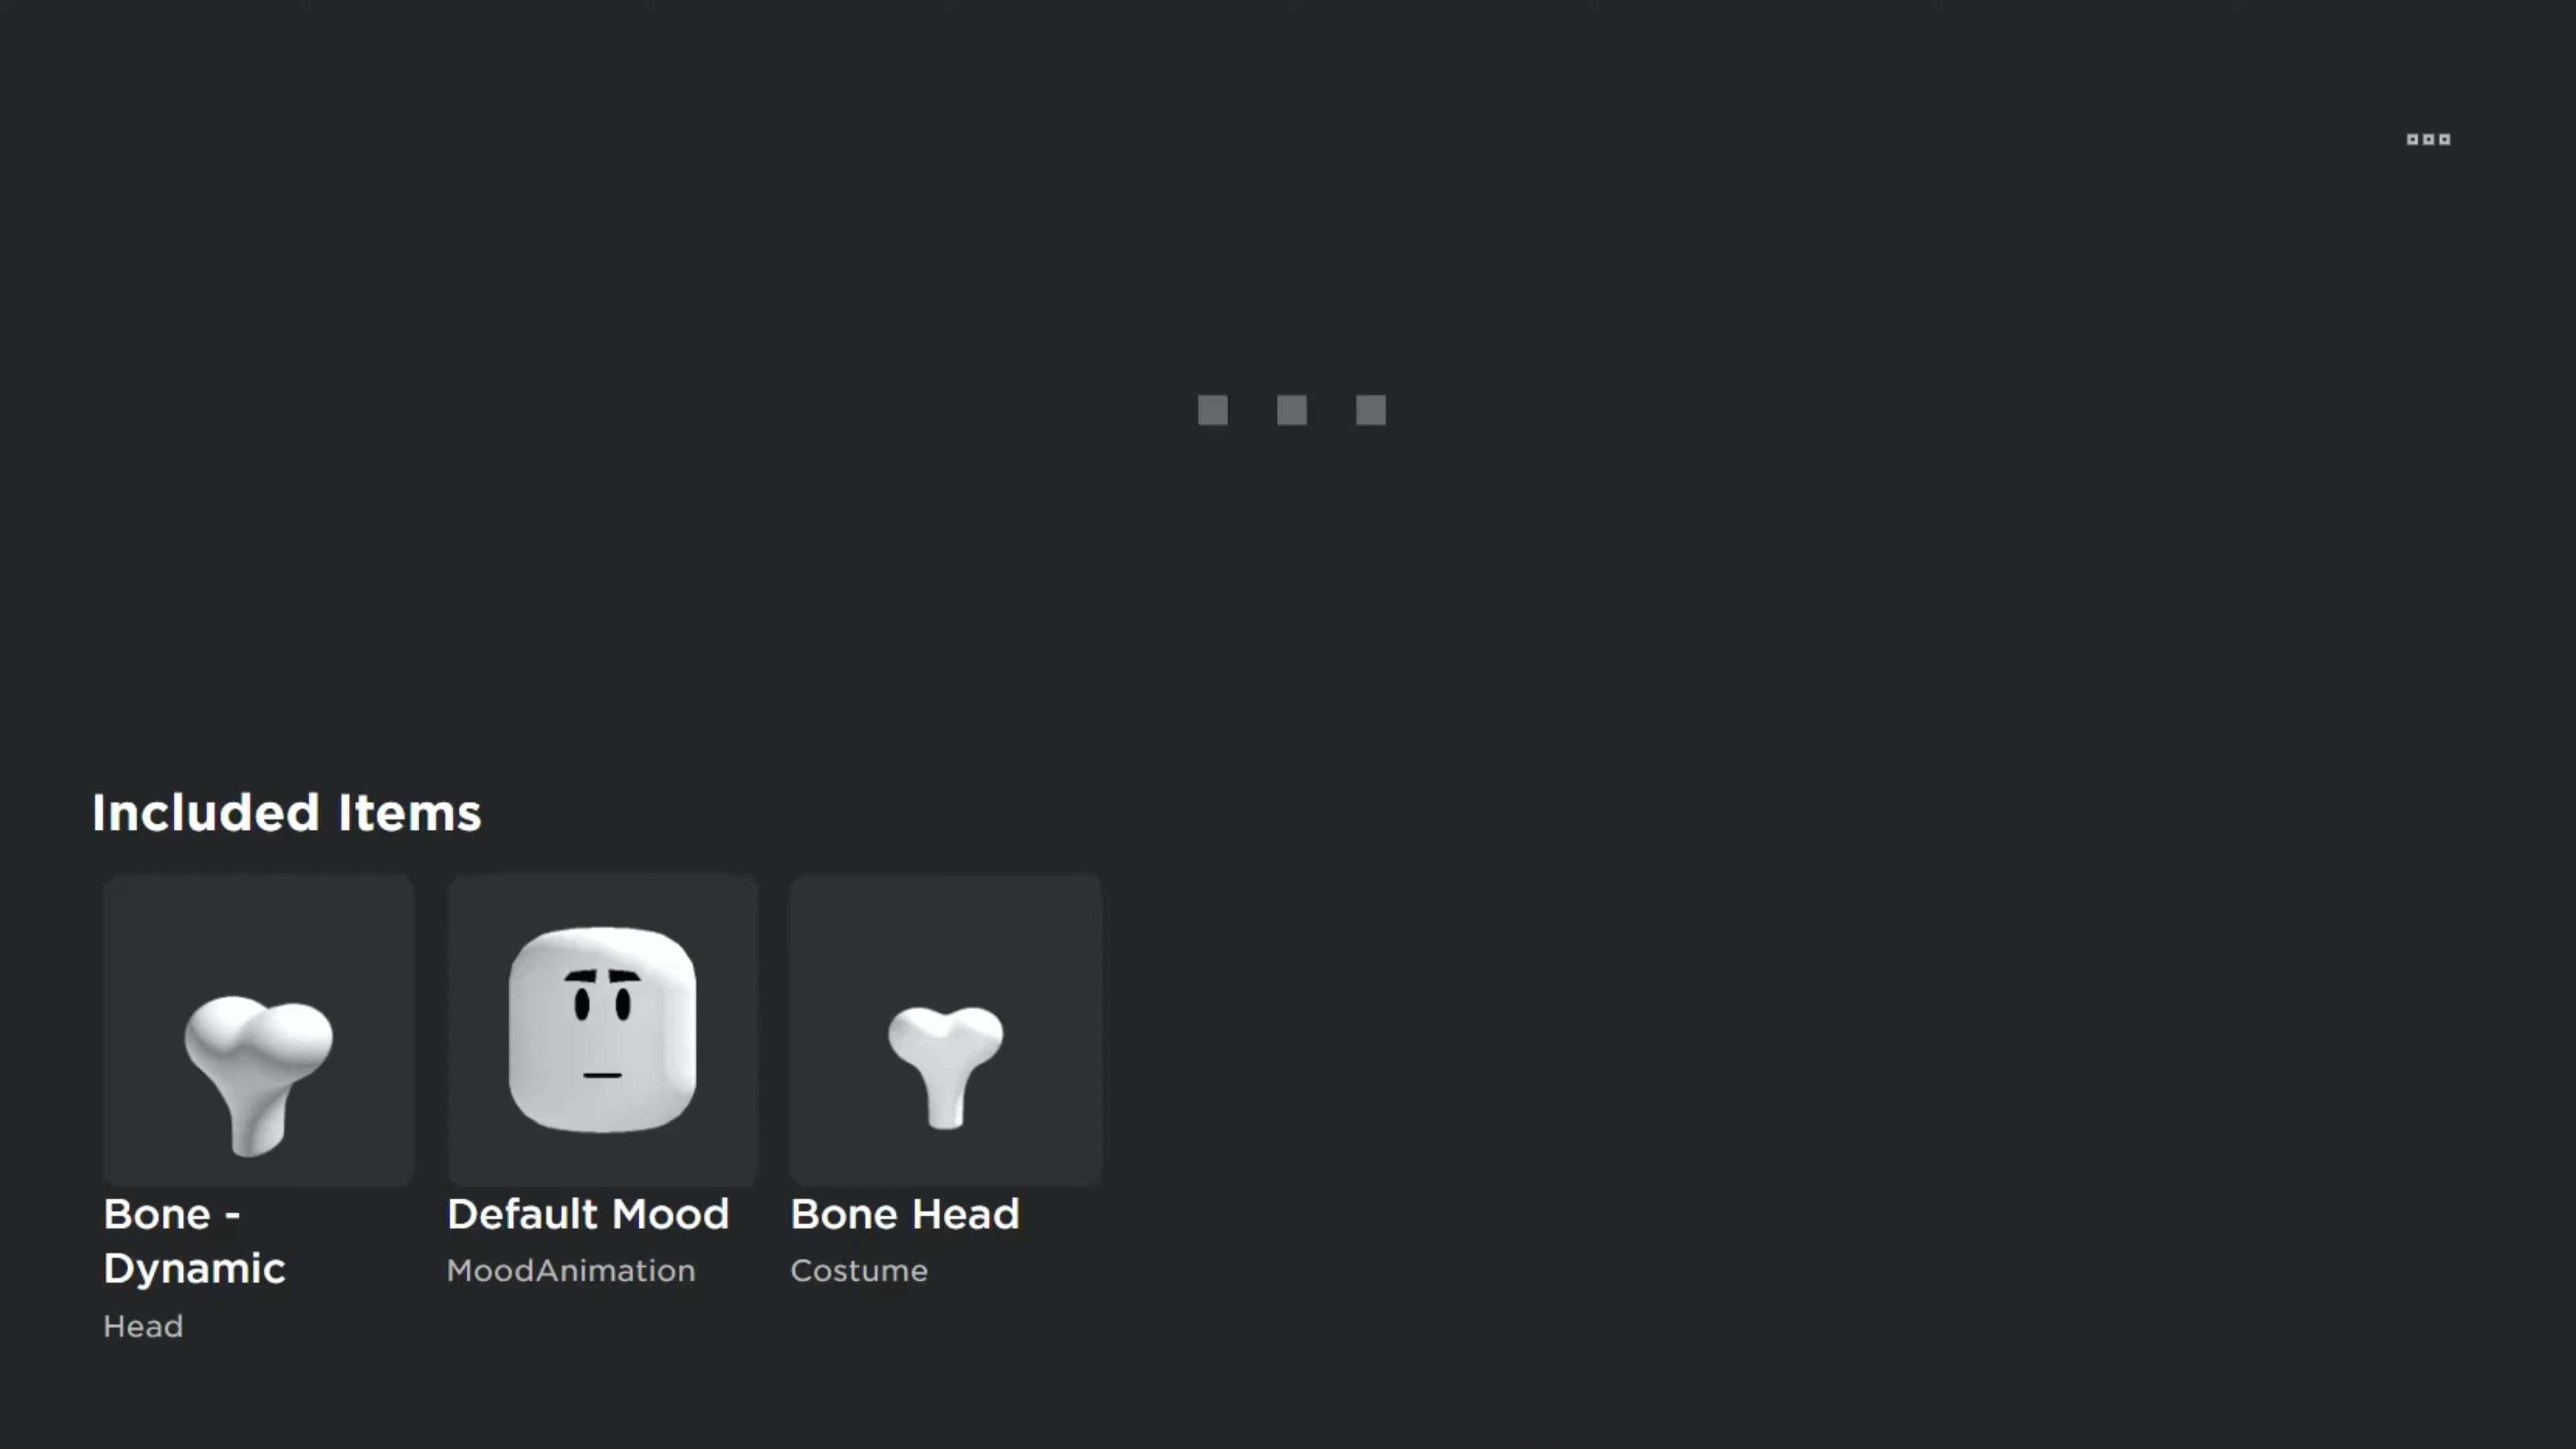 Included Items
Bone -
Dynamic
Head
Default Mood
MoodAnimation
Bone Head
Costume